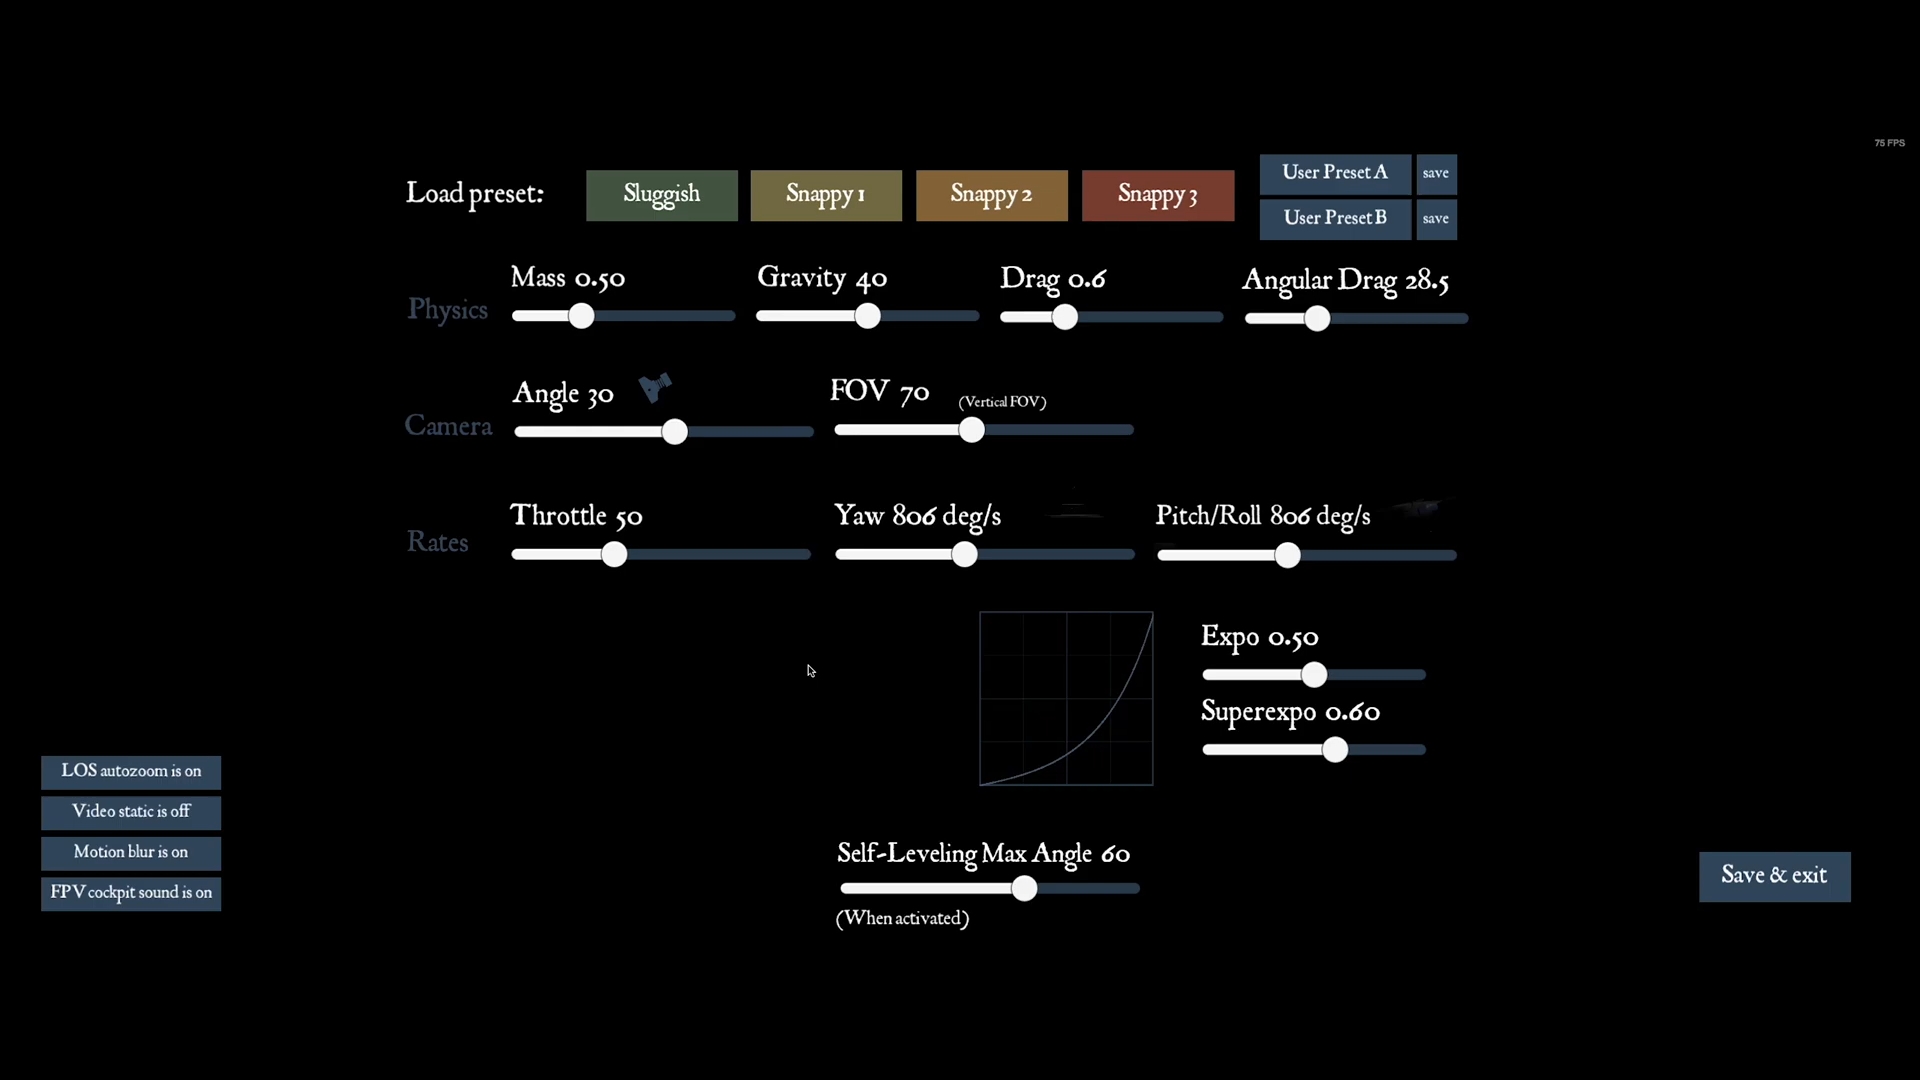 75 FPS
Load preset:
Sluggish
Snappy 1
Snappy 2
Snappy 3
User Preset A
save
User Preset B
save
Physics
Mass 0.50
Gravity 40
Drag 0.6
Angular Drag 28.5
Camera
Angle 30
FOV 70
(Vertical FOV)
Rates
Throttle 50
Yaw 806 deg/s
Pitch/Roll 806 deg/s
Expo 0.50
Superexpo 0.60
LOS autozoom is on
Video static is off
Motion blur is on
FPV cockpit sound is on
Self-Leveling Max Angle 60
(When activated)
Save & exit